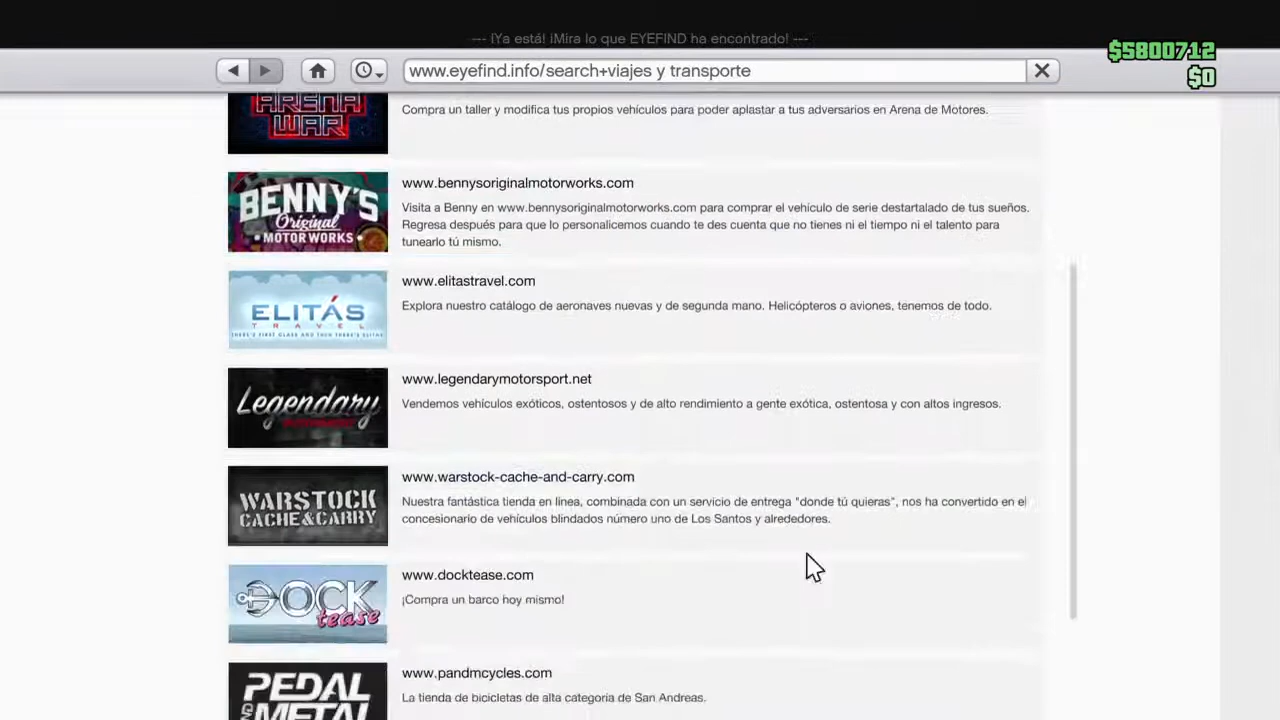 --- ¡Ya está! ¡Mira lo que EYEFIND ha encontrado! ---
$5800712
www.eyefind.info/search+viajes y transporte
$0
ARENA
WAR
Compra un taller y modifica tus propios vehículos para poder aplastar a tus adversarios en Arena de Motores.
BENNY'S
Original
• MOTOR WORKS •
www.bennysoriginalmotorworks.com
Visita a Benny en www.bennysoriginalmotorworks.com para comprar el vehículo de serie destartalado de tus sueños.
Regresa después para que lo personalicemos cuando te des cuenta que no tienes ni el tiempo ni el talento para
tunearlo tú mismo.
ELITÁS
TRAVEL
THERE'S FIRST CLASS AND THEN THERE'S ELITAS
www.elitastravel.com
Explora nuestro catálogo de aeronaves nuevas y de segunda mano. Helicópteros o aviones, tenemos de todo.
Legendary
www.legendarymotorsport.net
Vendemos vehículos exóticos, ostentosos y de alto rendimiento a gente exótica, ostentosa y con altos ingresos.
WARSTOCK
CACHE&CARRY
www.warstock-cache-and-carry.com
Nuestra fantástica tienda en línea, combinada con un servicio de entrega "donde tú quieras", nos ha convertido en el
concesionario de vehículos blindados número uno de Los Santos y alrededores.
DOCK
tease
www.docktease.com
¡Compra un barco hoy mismo!
PEDAL
AND
METAL
www.pandmcycles.com
La tienda de bicicletas de alta categoría de San Andreas.